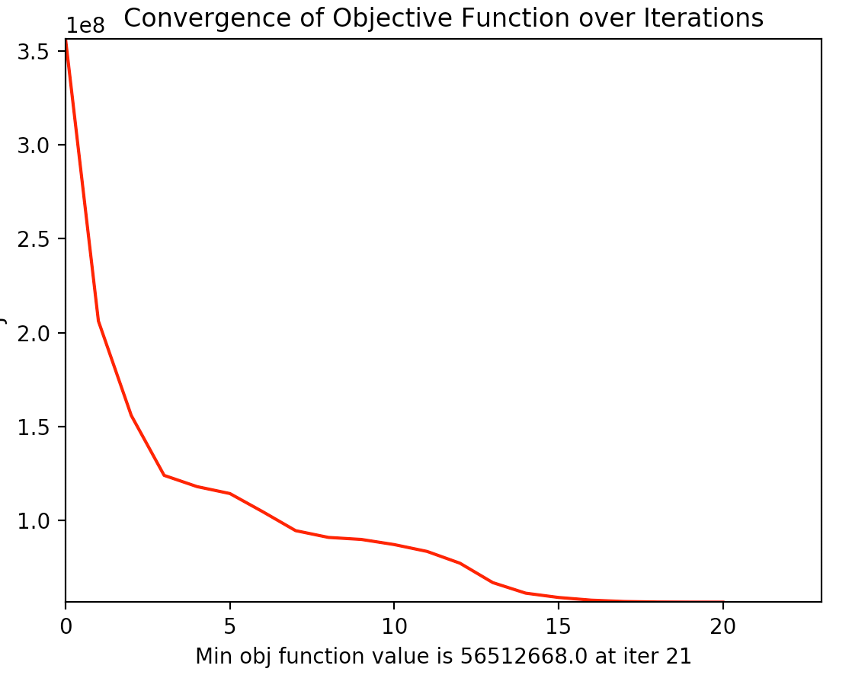 Convergence of Objective Function over Iterations
1e8
3.5
3.0
2.5
2.0
1.5
1.0
0 5 10 15 20
Min obj function value is 56512668.0 at iter 21